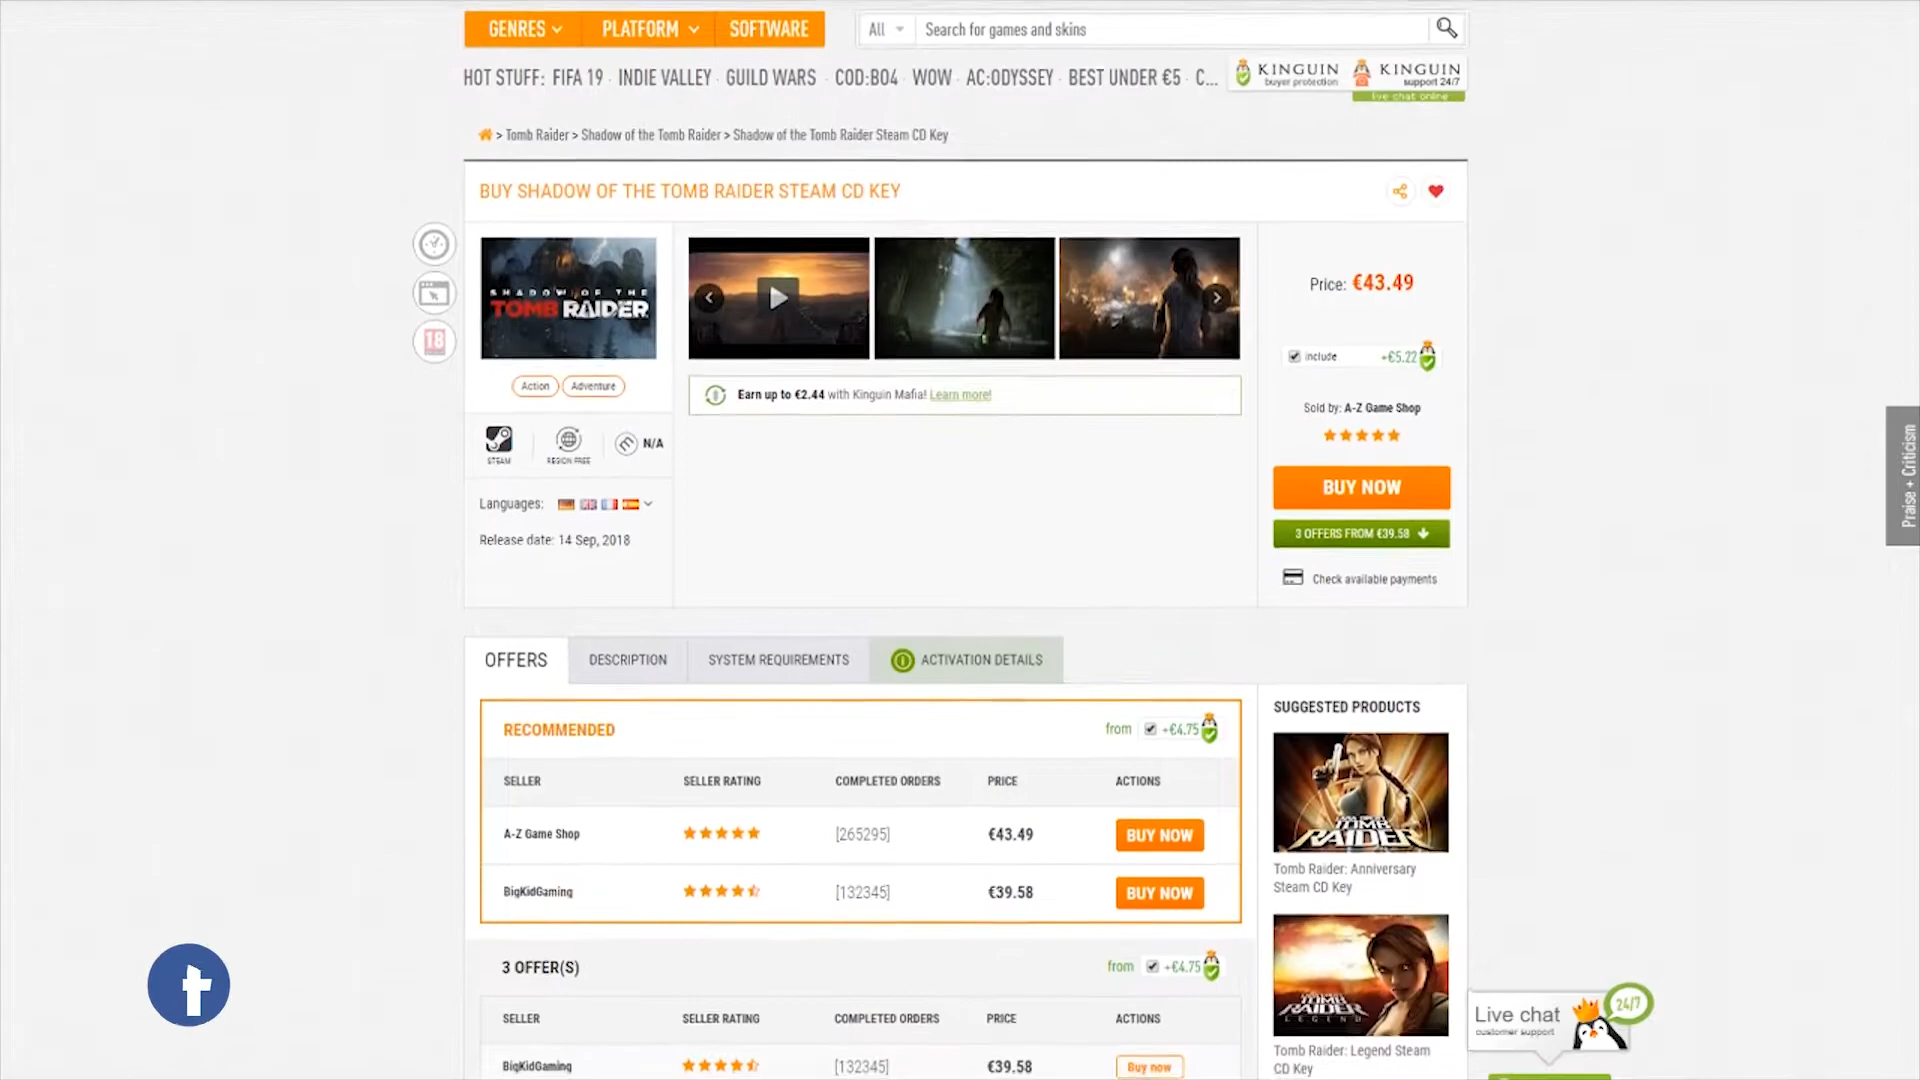 GENRES PLATFORM SOFTWARE
All Search for games and skins
HOT STUFF: FIFA 19 · INDIE VALLEY · GUILD WARS · COD:BO4 · WOW · AC:ODYSSEY · BEST UNDER €5 · C...
KINGUIN
buyer protection
KINGUIN
support 24/7
live chat online
> Tomb Raider > Shadow of the Tomb Raider > Shadow of the Tomb Raider Steam CD Key
BUY SHADOW OF THE TOMB RAIDER STEAM CD KEY
18
SHADOW OF THE
TOMB RAIDER
Action Adventure
Earn up to €2.44 with Kinguin Mafia! Learn more!
STEAM
REGION FREE
N/A
Languages:
Release date: 14 Sep, 2018
Price: €43.49
include +€5.22
Sold by: A-Z Game Shop
BUY NOW
3 OFFERS FROM €39.58
Check available payments
Praise + Criticism
OFFERS DESCRIPTION SYSTEM REQUIREMENTS ACTIVATION DETAILS
RECOMMENDED from +€4.75
SELLER SELLER RATING COMPLETED ORDERS PRICE ACTIONS
A-Z Game Shop [265295] €43.49 BUY NOW
BigKidGaming [132345] €39.58 BUY NOW
3 OFFER(S) from +€4.75
SELLER SELLER RATING COMPLETED ORDERS PRICE ACTIONS
BigKidGaming [132345] €39.58 Buy now
SUGGESTED PRODUCTS
TOMB
RAIDER
Tomb Raider: Anniversary
Steam CD Key
TOMB
RAIDER
LEGEND
Tomb Raider: Legend Steam
CD Key
Live chat
customer support
24/7
t